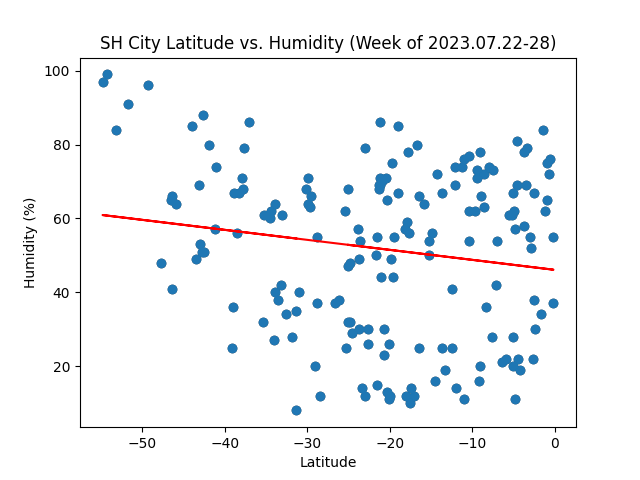 SH City Latitude vs. Humidity (Week of 2023.07.22-28)
100
80
60
40
20
Humidity (%)
−50 −40 −30 −20 −10 0
Latitude